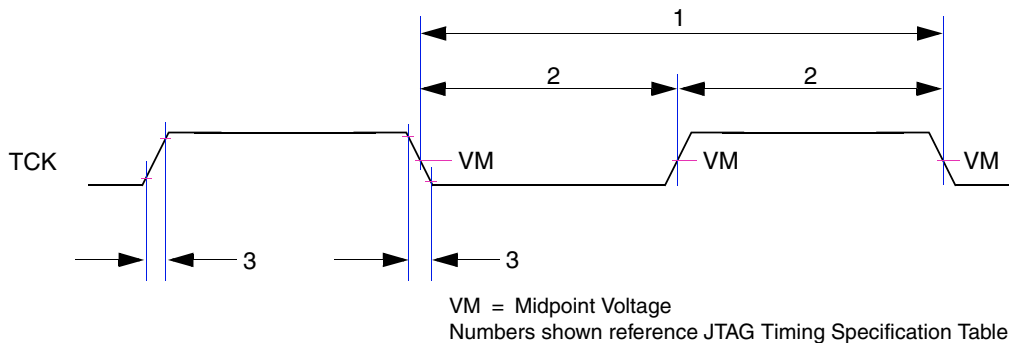 1
2 2
TCK VM VM VM
3 3
VM = Midpoint Voltage
Numbers shown reference JTAG Timing Specification Table